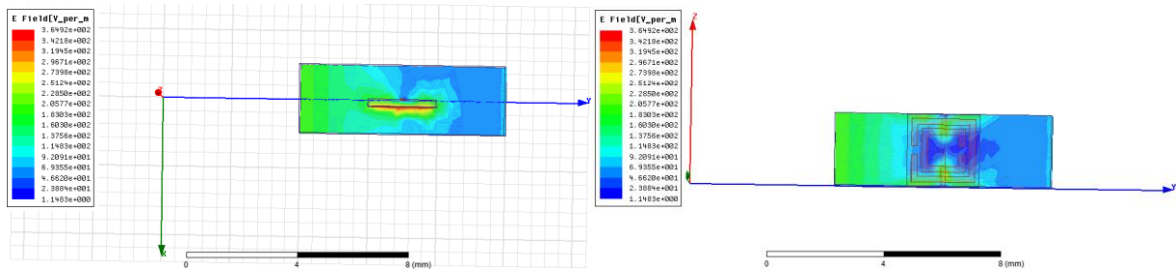 E Field[V_per_m
3.6492e+002
3.4218e+002
3.1945e+002
2.9671e+002
2.7398e+002
2.5124e+002
2.2850e+002
2.0577e+002
1.8303e+002
1.6030e+002
1.3756e+002
1.1483e+002
9.2091e+001
6.9355e+001
4.6620e+001
2.3884e+001
1.1483e+000
Y
X
0 4 8 (mm)
E Field[V_per_m
3.6492e+002
3.4218e+002
3.1945e+002
2.9671e+002
2.7398e+002
2.5124e+002
2.2850e+002
2.0577e+002
1.8303e+002
1.6030e+002
1.3756e+002
1.1483e+002
9.2091e+001
6.9355e+001
4.6620e+001
2.3884e+001
1.1483e+000
Z
Y
0 4 8 (mm)